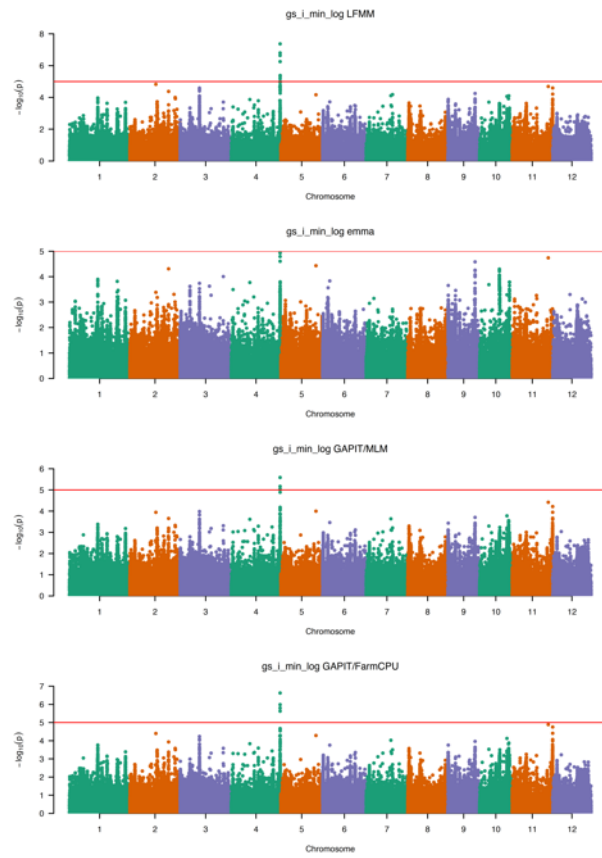 gs_i_min_log LFMM
8
6
4
2
0
−log₁₀(p)
1 2 3 4 5 6 7 8 9 10 11 12
Chromosome
gs_i_min_log emma
5
4
3
2
1
0
−log₁₀(p)
1 2 3 4 5 6 7 8 9 10 11 12
Chromosome
gs_i_min_log GAPIT/MLM
6
5
4
3
2
1
0
−log₁₀(p)
1 2 3 4 5 6 7 8 9 10 11 12
Chromosome
gs_i_min_log GAPIT/FarmCPU
7
6
5
4
3
2
1
0
−log₁₀(p)
1 2 3 4 5 6 7 8 9 10 11 12
Chromosome